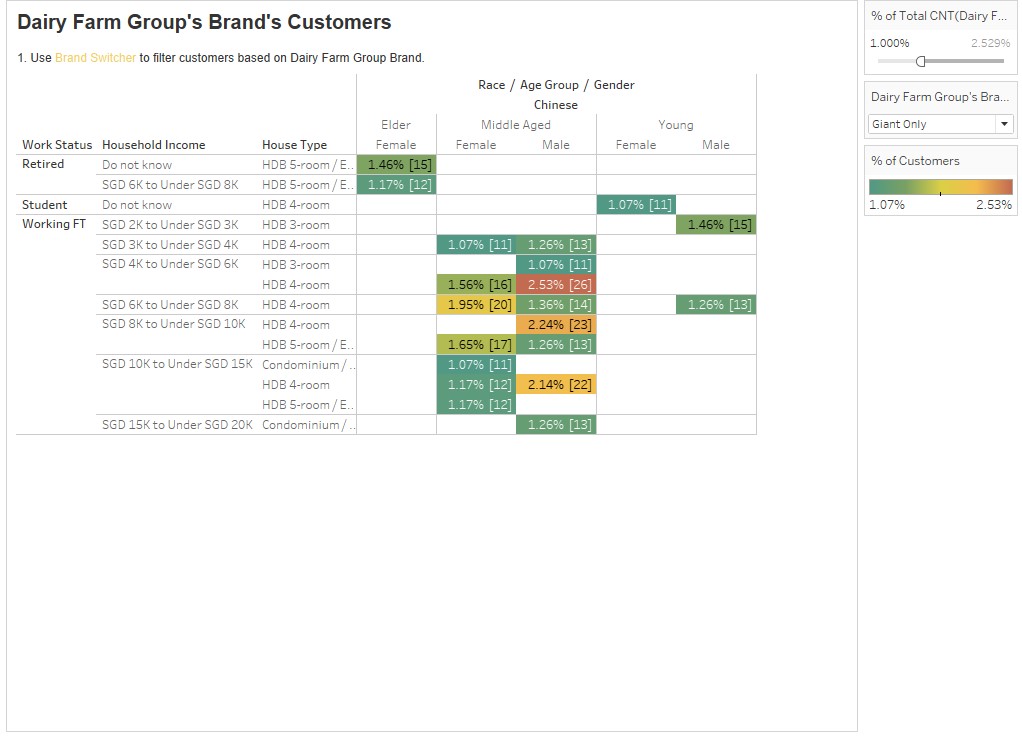 Dairy Farm Group's Brand's Customers
1. Use Brand Switcher to filter customers based on Dairy Farm Group Brand.
Race / Age Group / Gender
Chinese
Elder Middle Aged Young
Work Status Household Income House Type Female Female Male Female Male
Retired Do not know HDB 5-room / E.. 1.46% [15]
SGD 6K to Under SGD 8K HDB 5-room / E.. 1.17% [12]
Student Do not know HDB 4-room 1.07% [11]
Working FT SGD 2K to Under SGD 3K HDB 3-room 1.46% [15]
SGD 3K to Under SGD 4K HDB 4-room 1.07% [11] 1.26% [13]
SGD 4K to Under SGD 6K HDB 3-room 1.07% [11]
HDB 4-room 1.56% [16] 2.53% [26]
SGD 6K to Under SGD 8K HDB 4-room 1.95% [20] 1.36% [14] 1.26% [13]
SGD 8K to Under SGD 10K HDB 4-room 2.24% [23]
HDB 5-room / E.. 1.65% [17] 1.26% [13]
SGD 10K to Under SGD 15K Condominium / .. 1.07% [11]
HDB 4-room 1.17% [12] 2.14% [22]
HDB 5-room / E.. 1.17% [12]
SGD 15K to Under SGD 20K Condominium / .. 1.26% [13]
% of Total CNT(Dairy F...
1.000% 2.529%
Dairy Farm Group's Bra...
Giant Only
% of Customers
1.07% 2.53%